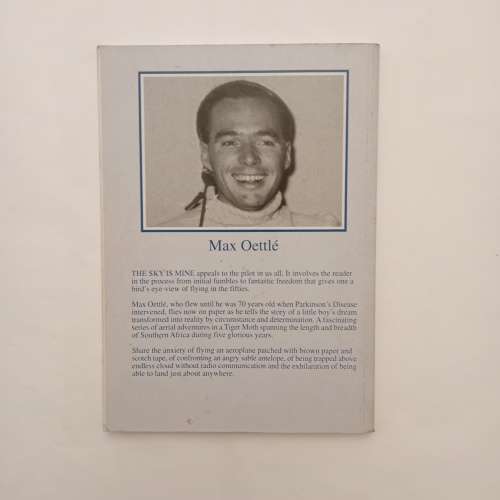 Max Oettlé
THE SKY IS MINE appeals to the pilot in us all. It involves the reader
in the process from initial fumbles to fantastic freedom that gives one a
bird's eye view of flying in the fifties.
Max Oettlé, who flew until he was 70 years old when Parkinson's Disease
intervened, flies now on paper as he tells the story of a little boy's dream
transformed into reality by circumstance and determination. A fascinating
series of aerial adventures in a Tiger Moth spanning the length and breadth
of Southern Africa during five glorious years.
Share the anxiety of flying an aeroplane patched with brown paper and
scotch tape, of confronting an angry sable antelope, of being trapped above
endless cloud without radio communication and the exhilaration of being
able to land just about anywhere.